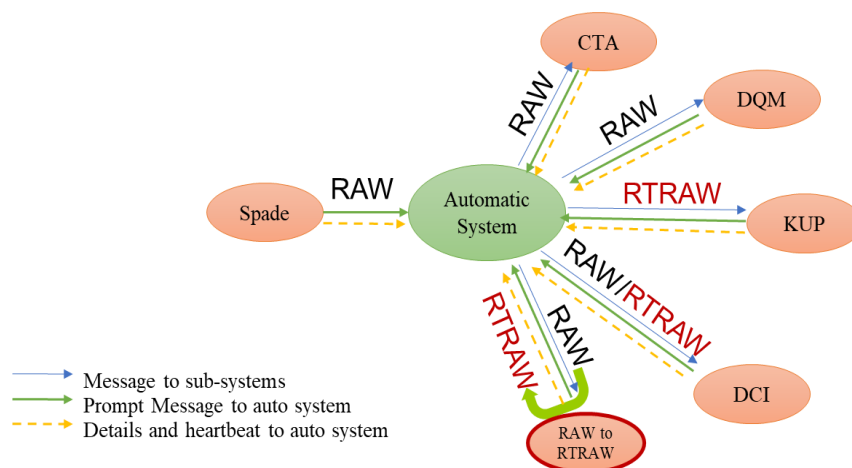 CTA
RAW
DQM
RAW
RAW
Spade
Automatic
System
RTRAW
KUP
RAW/RTRAW
RTRAW
RAW
DCI
Message to sub-systems
Prompt Message to auto system
Details and heartbeat to auto system
RAW to
RTRAW